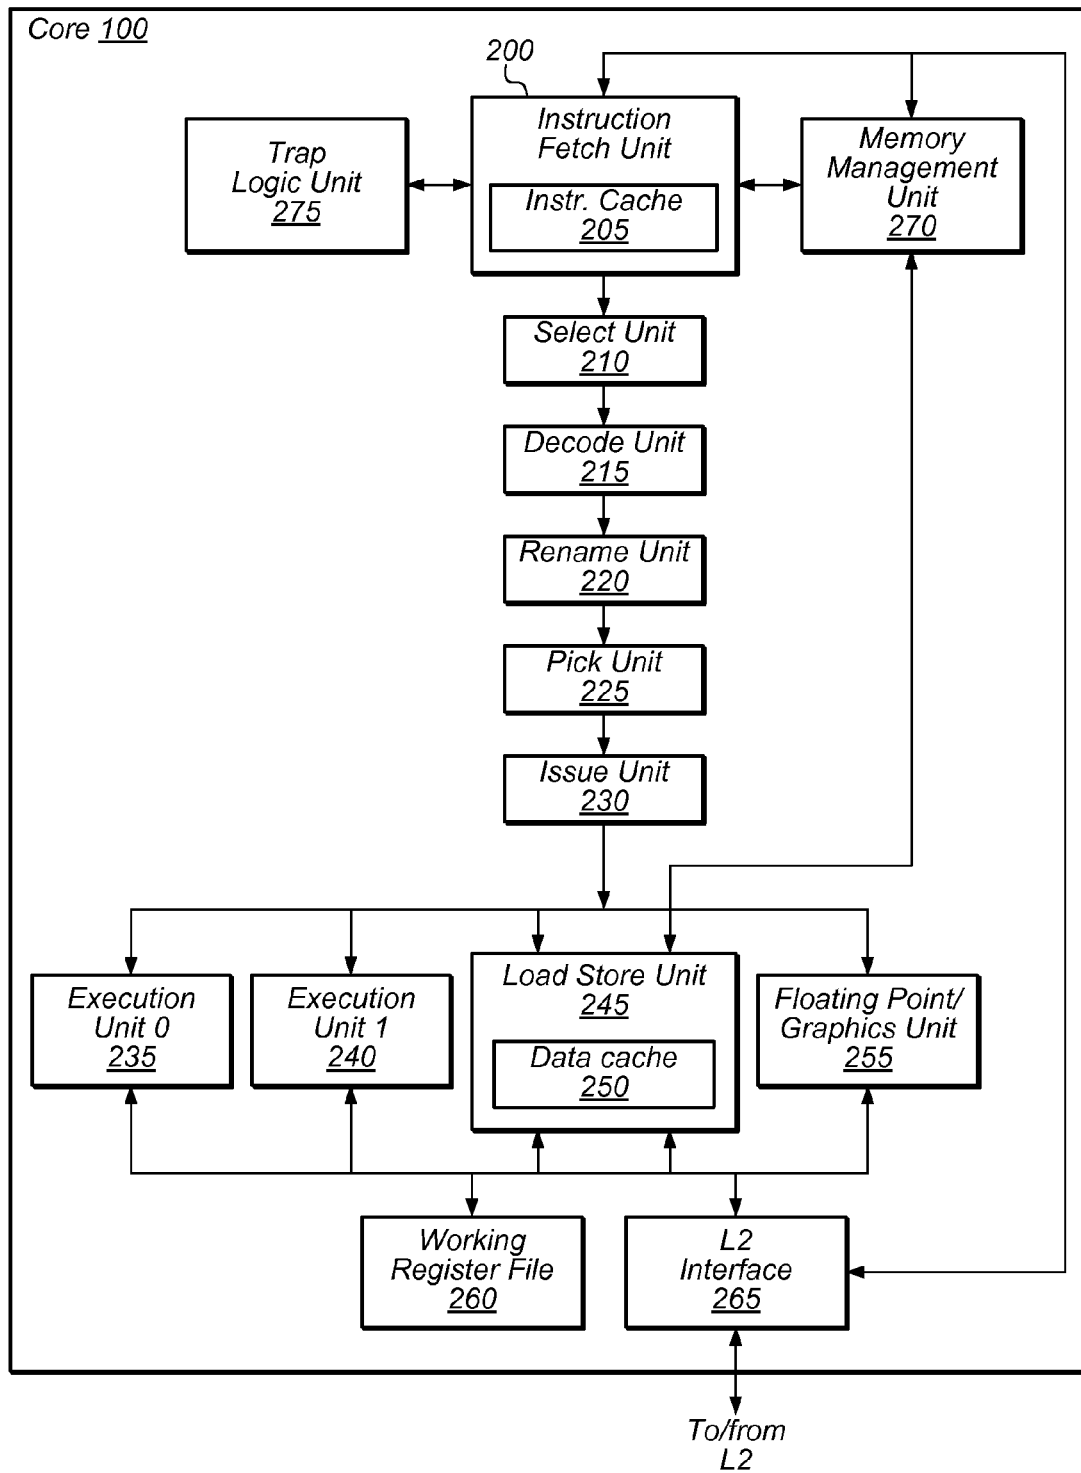 Core 100
200
Instruction
Fetch Unit
Instr. Cache
205
Trap
Logic Unit
275
Memory
Management
Unit
270
Select Unit
210
Decode Unit
215
Rename Unit
220
Pick Unit
225
Issue Unit
230
Execution
Unit 0
235
Execution
Unit 1
240
Load Store Unit
245
Data cache
250
Floating Point/
Graphics Unit
255
Working
Register File
260
L2
Interface
265
To/from
L2